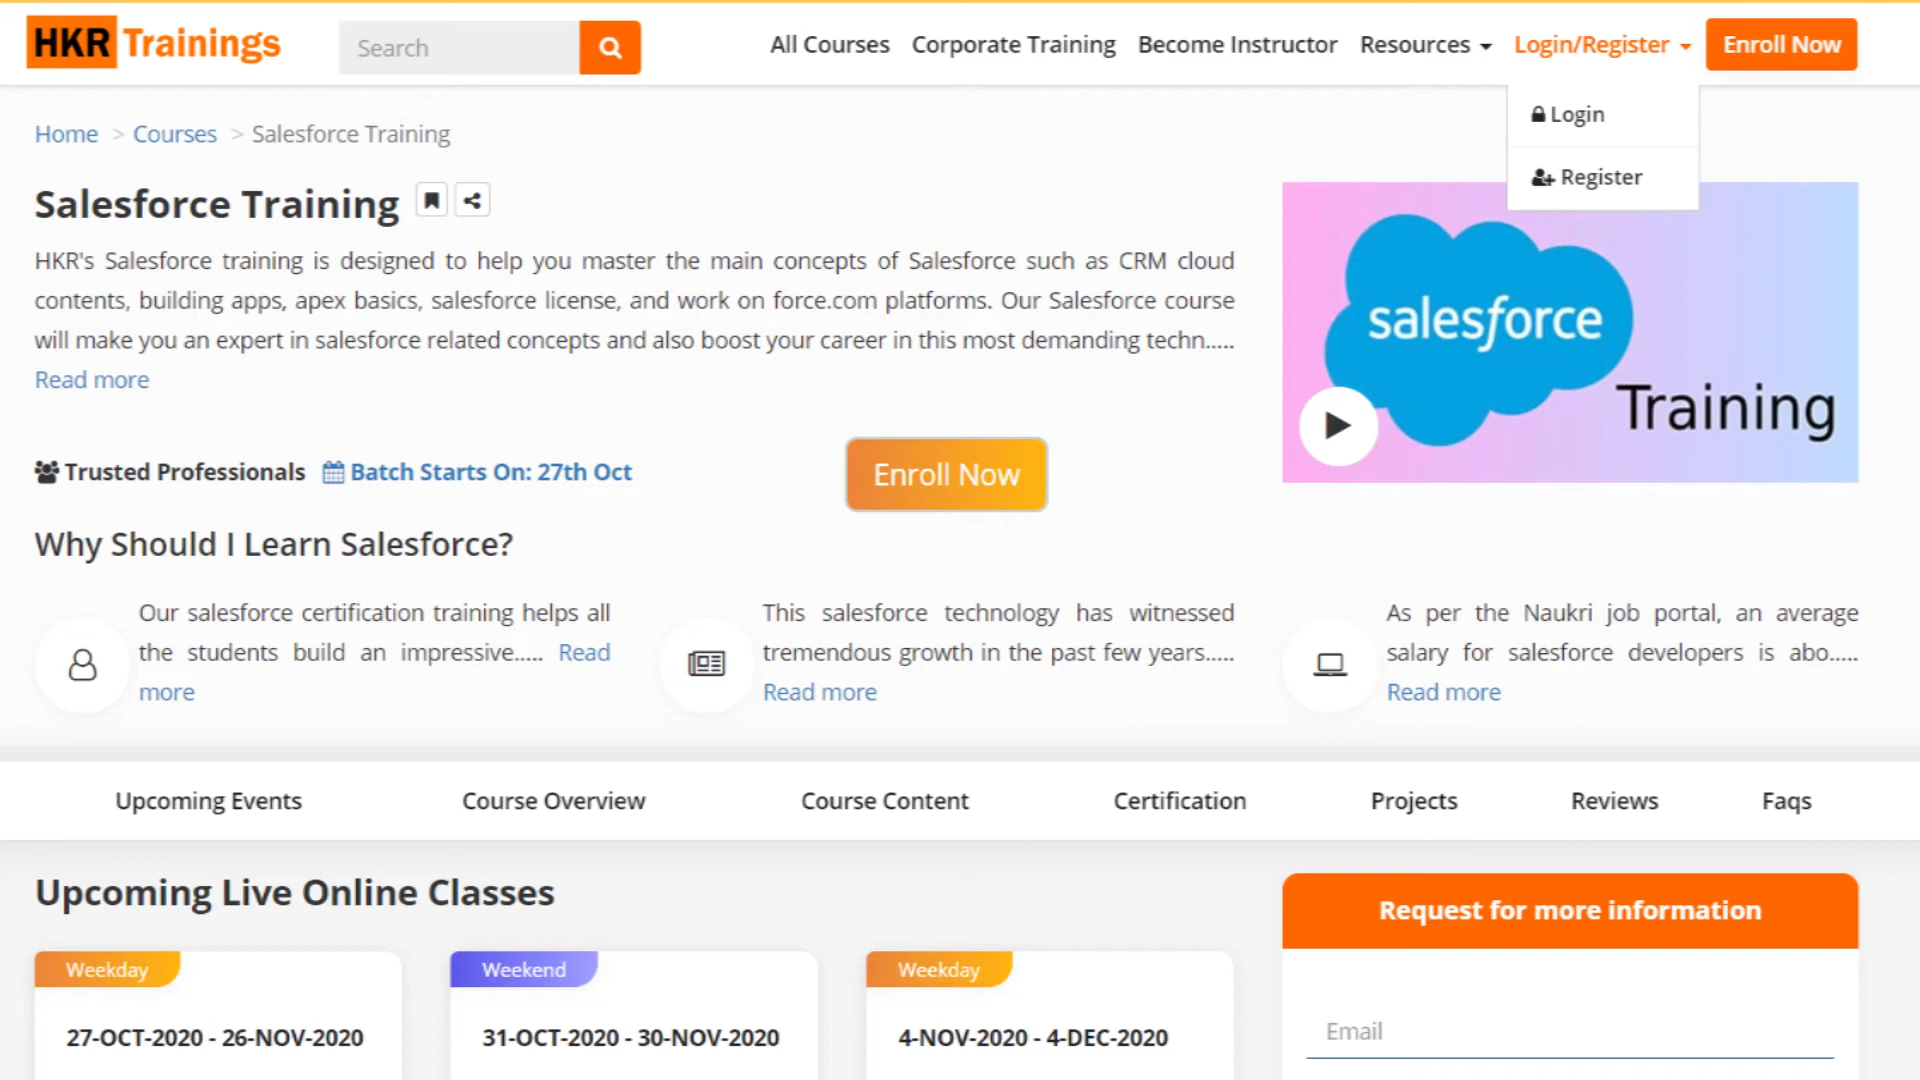 HKR Trainings
Search
All Courses
Corporate Training
Become Instructor
Resources
Login/Register
Enroll Now
Login
Register
Home > Courses > Salesforce Training
Salesforce Training
HKR's Salesforce training is designed to help you master the main concepts of Salesforce such as CRM cloud
contents, building apps, apex basics, salesforce license, and work on force.com platforms. Our Salesforce course
will make you an expert in salesforce related concepts and also boost your career in this most demanding techn.....
Read more
salesforce
Training
Trusted Professionals
Batch Starts On: 27th Oct
Enroll Now
Why Should I Learn Salesforce?
Our salesforce certification training helps all
the students build an impressive..... Read
more
This salesforce technology has witnessed
tremendous growth in the past few years.....
Read more
As per the Naukri job portal, an average
salary for salesforce developers is abo.....
Read more
Upcoming Events
Course Overview
Course Content
Certification
Projects
Reviews
Faqs
Upcoming Live Online Classes
Weekday
27-OCT-2020 - 26-NOV-2020
Weekend
31-OCT-2020 - 30-NOV-2020
Weekday
4-NOV-2020 - 4-DEC-2020
Request for more information
Email